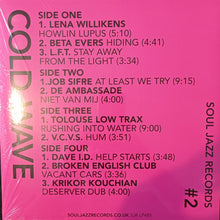 COLD WAVE
SIDE ONE
1. LENA WILLIKENS
HOWLIN LUPUS (5:15)
2. BETA EVERS HIDING (4:41)
3. L.F.T. STAY AWAY
FROM THE LIGHT (3:34)
SIDE TWO
1. JOB SIFRE AT LEAST WE TRY (9:15)
2. DE AMBASSADE
NIET VAN MIJ (4:00)
SIDE THREE
1. TOLOUSE LOW TRAX
RUSHING INTO WATER (9:00)
2. V.C.V.S. HUM (3:51)
SIDE FOUR
1. DAVE I.D. HELP STARTS (3:48)
2. BROKEN ENGLISH CLUB
VACANT CARS (3:36)
3. KRIKOR KOUCHIAN
DESERVER DUB (4:00)
SOUL JAZZ RECORDS
#2
SOULJAZZRECORDS.CO.UK